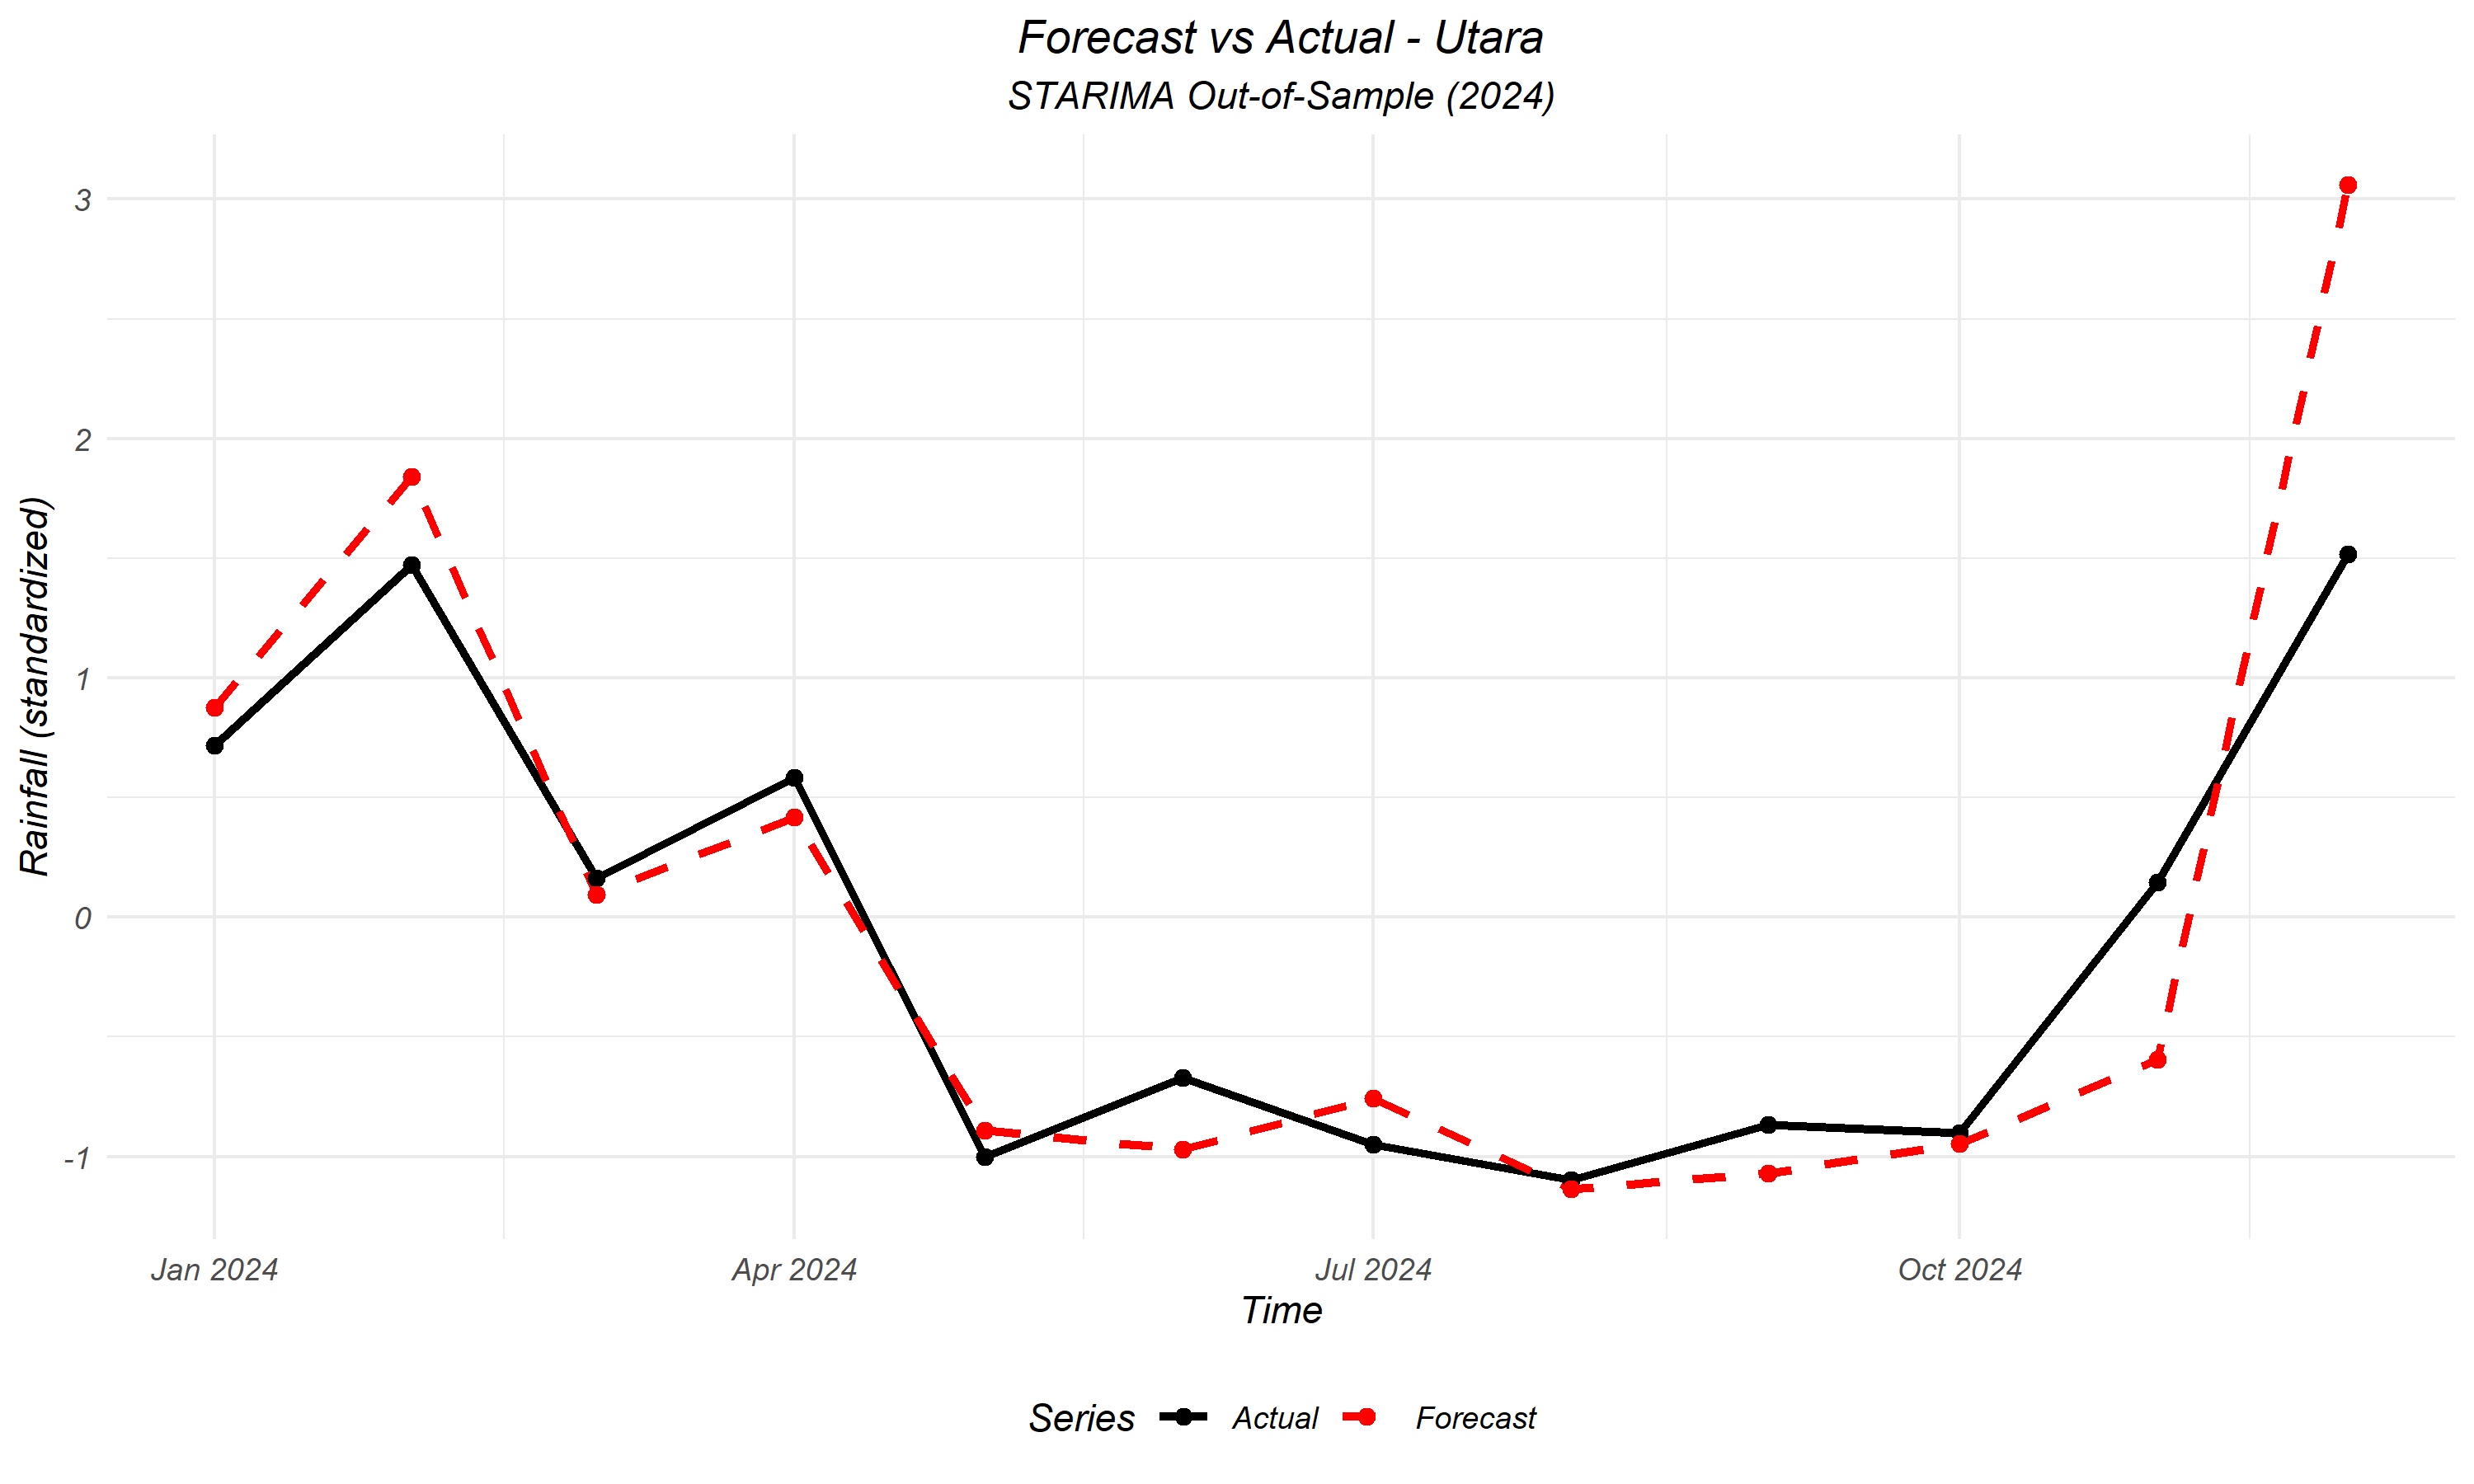 Forecast vs Actual - Utara
STARIMA Out-of-Sample (2024)
Rainfall (standardized)
3
2
1
0
-1
Jan 2024 Apr 2024 Jul 2024 Oct 2024
Time
Series Actual Forecast